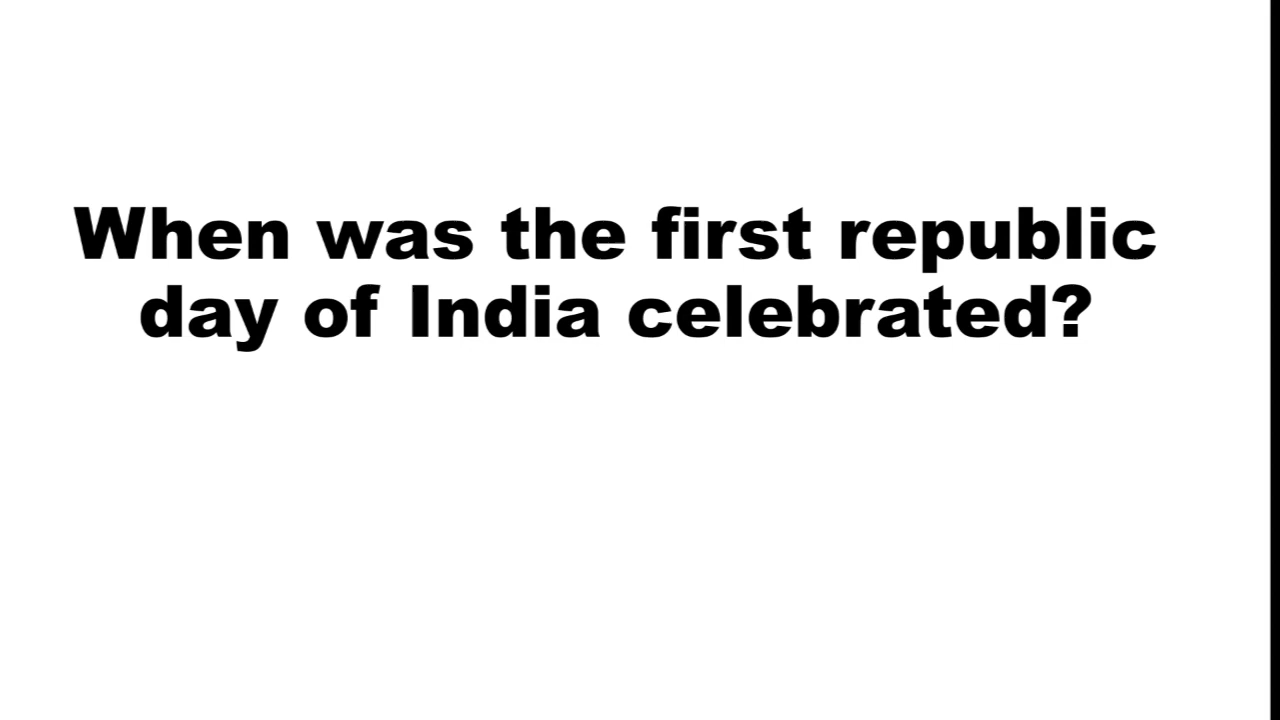 When was the first republic
day of India celebrated?